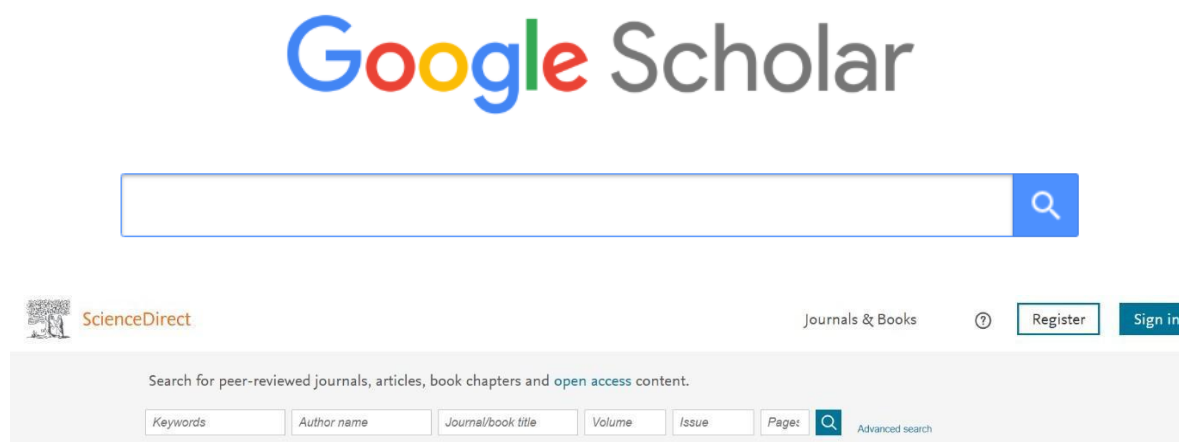 Google Scholar
ScienceDirect
Journals & Books
?
Register
Sign in
Search for peer-reviewed journals, articles, book chapters and open access content.
Keywords
Author name
Journal/book title
Volume
Issue
Page:
Advanced search